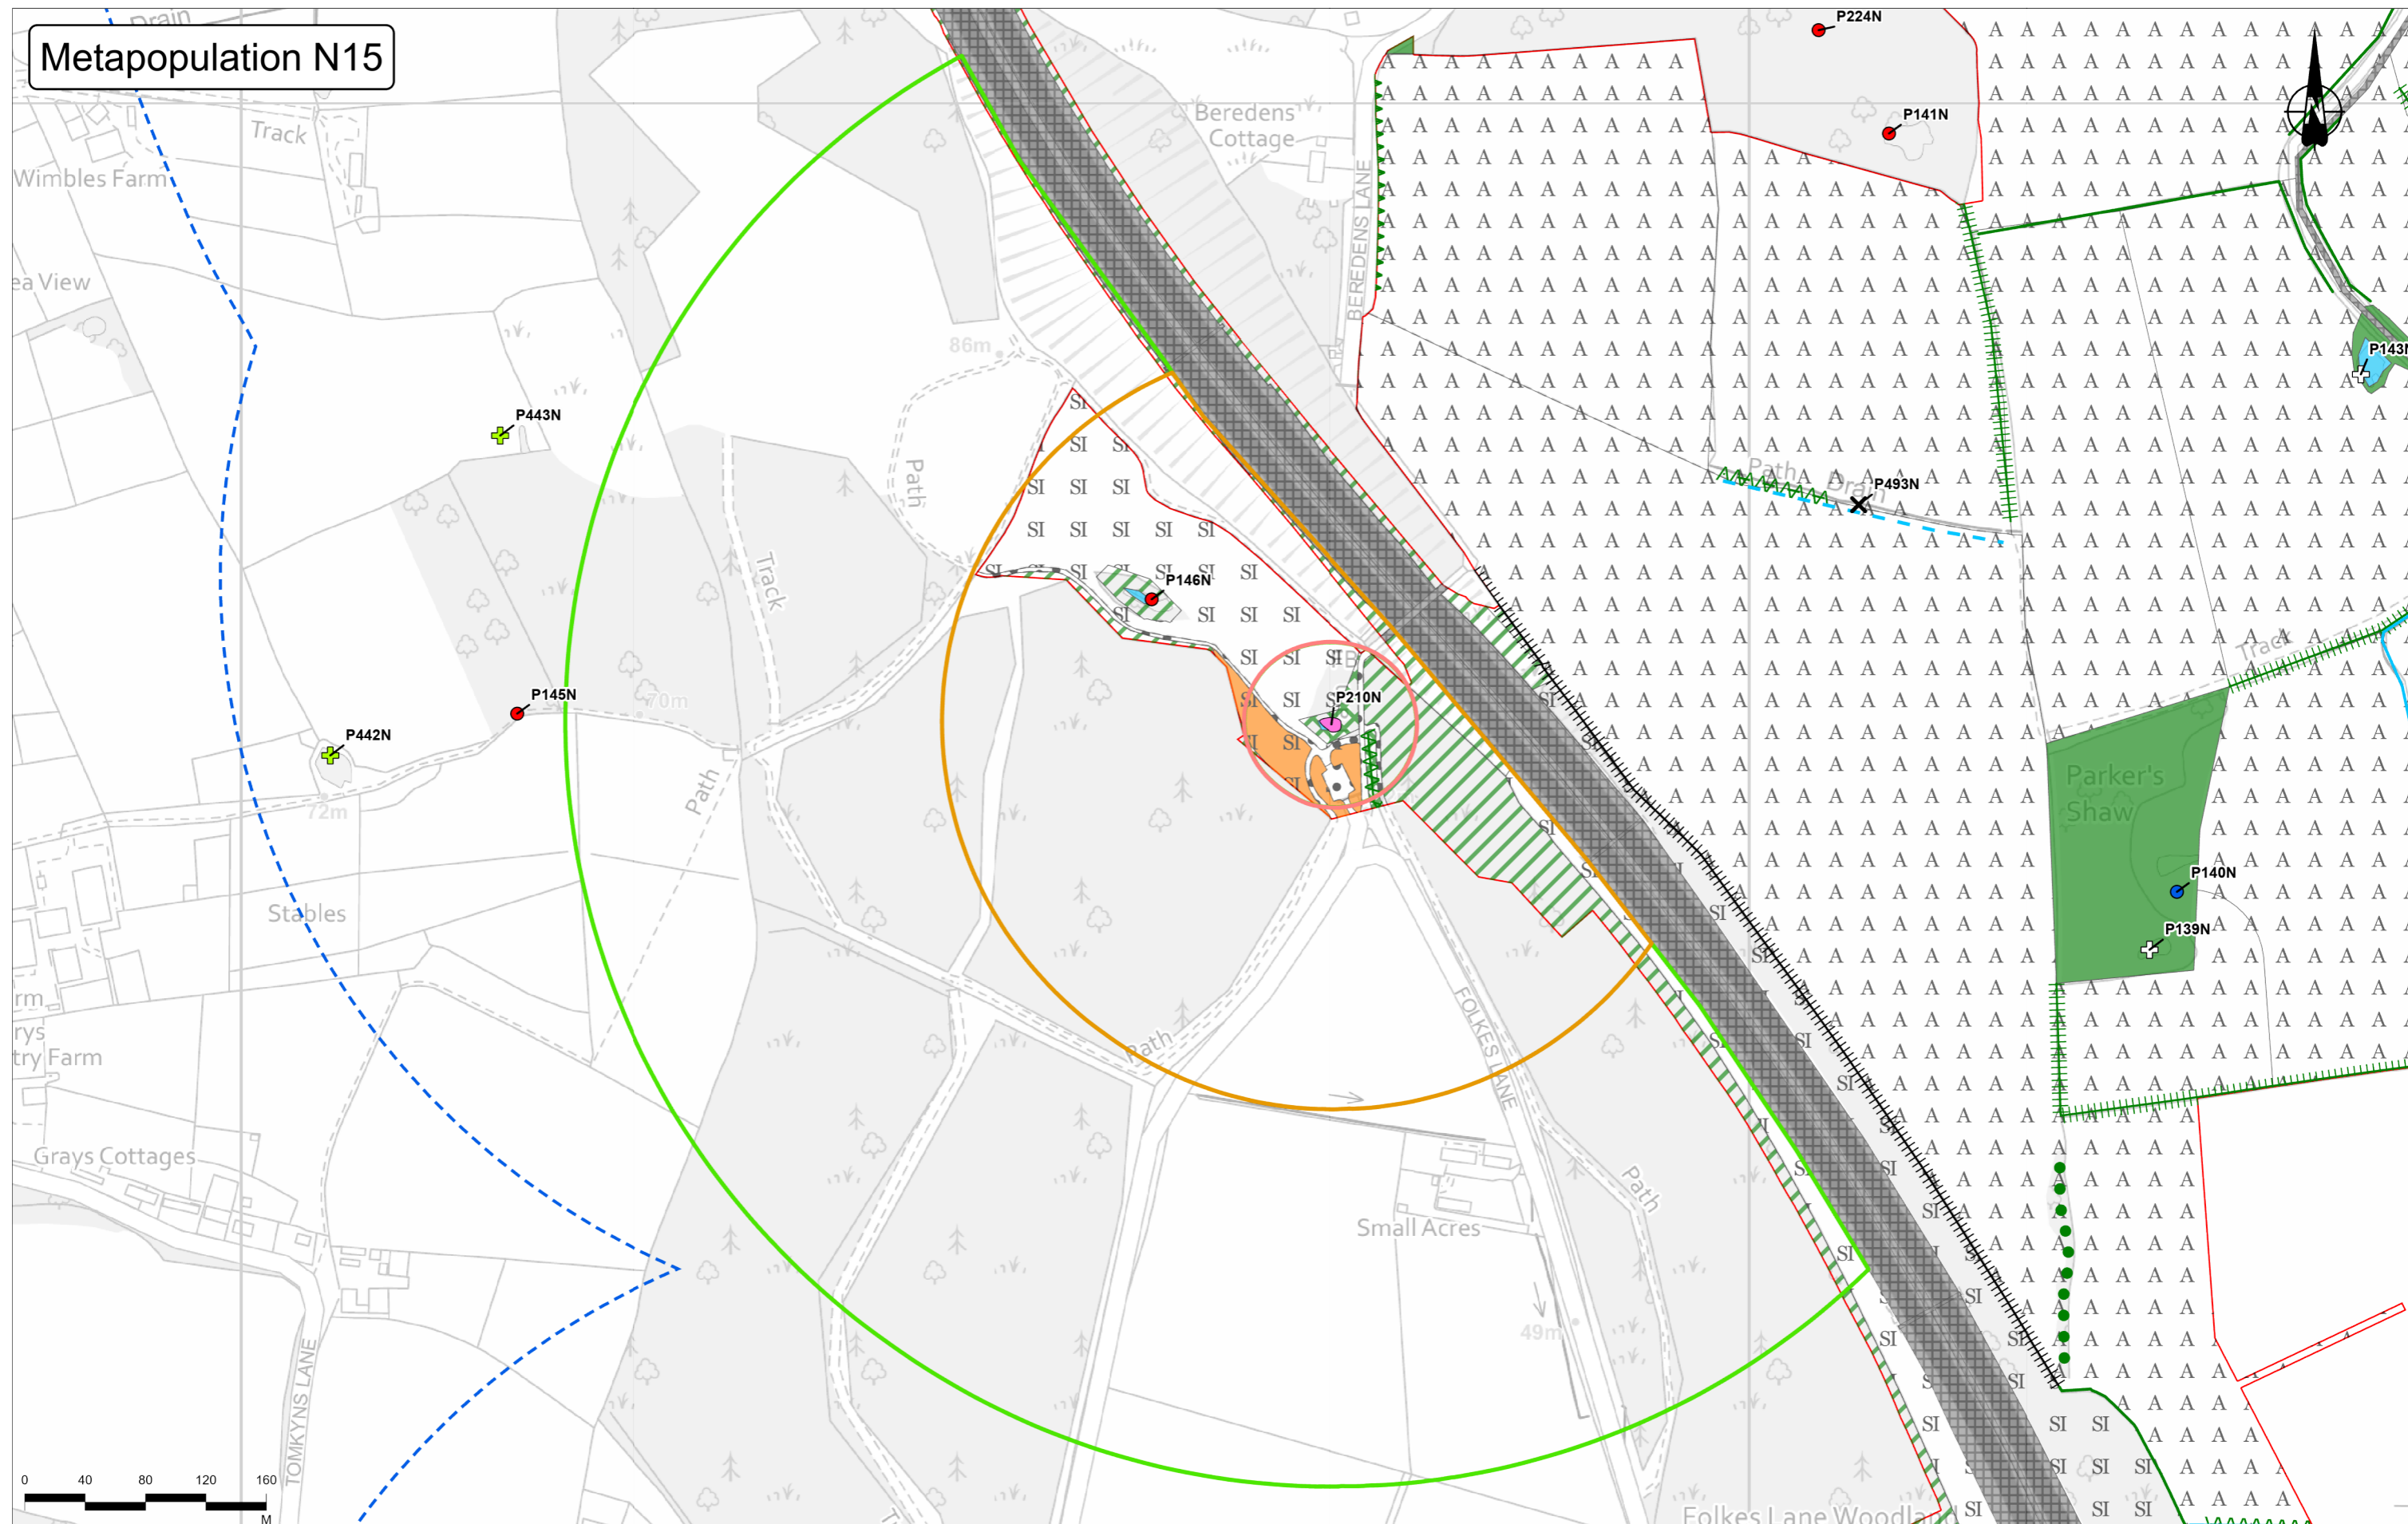 Metapopulation N15
Drain
P224N
Beredens
Cottage
P141N
Track
Wimbles Farm
BEREDENS LANE
ea View
86m
P143N
P443N
Path
Drain
P493N
Path
Track
SI
A
P146N
Track
P145N
70m
P210N
P442N
Path
72m
Parker's
Shaw
P140N
Stables
P139N
rm
rys
try Farm
Path
FOLKES LANE
Grays Cottages
Path
Small Acres
49m
TOMKYNS LANE
0 40 80 120 160
M
Folkes Lane Woodland